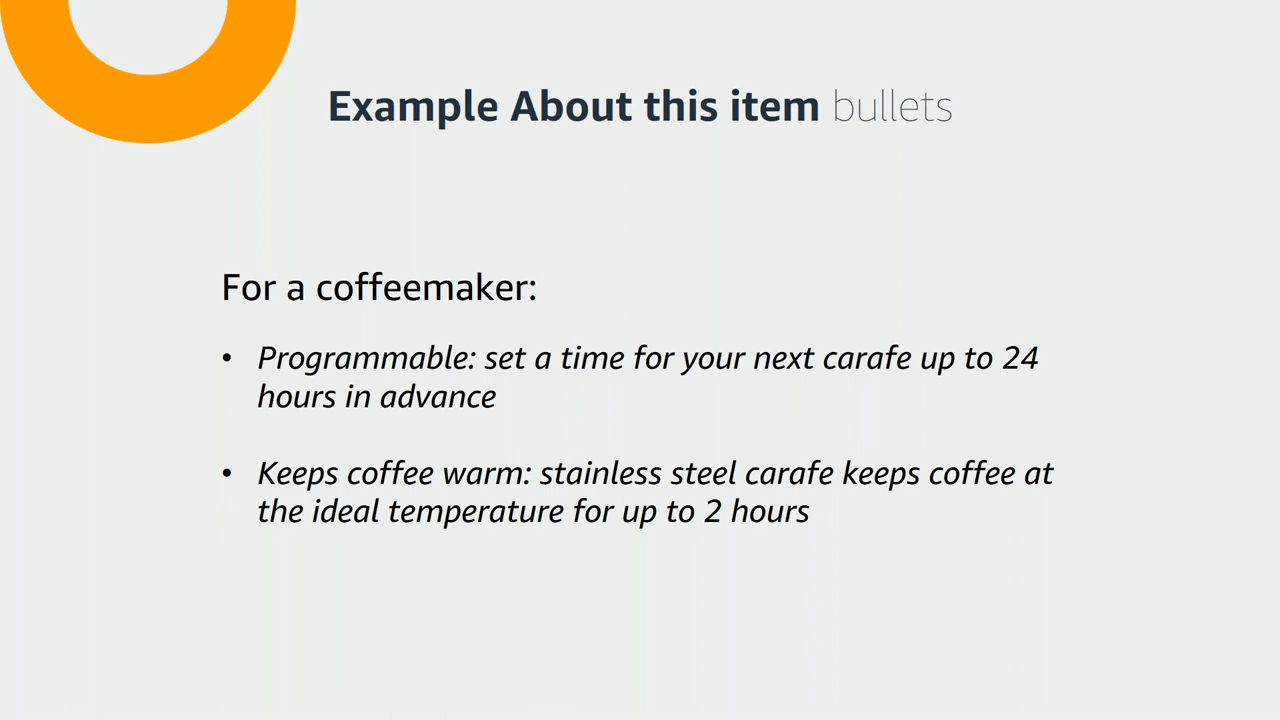 Example About this item bullets
For a coffeemaker:
• Programmable: set a time for your next carafe up to 24
hours in advance
• Keeps coffee warm: stainless steel carafe keeps coffee at
the ideal temperature for up to 2 hours